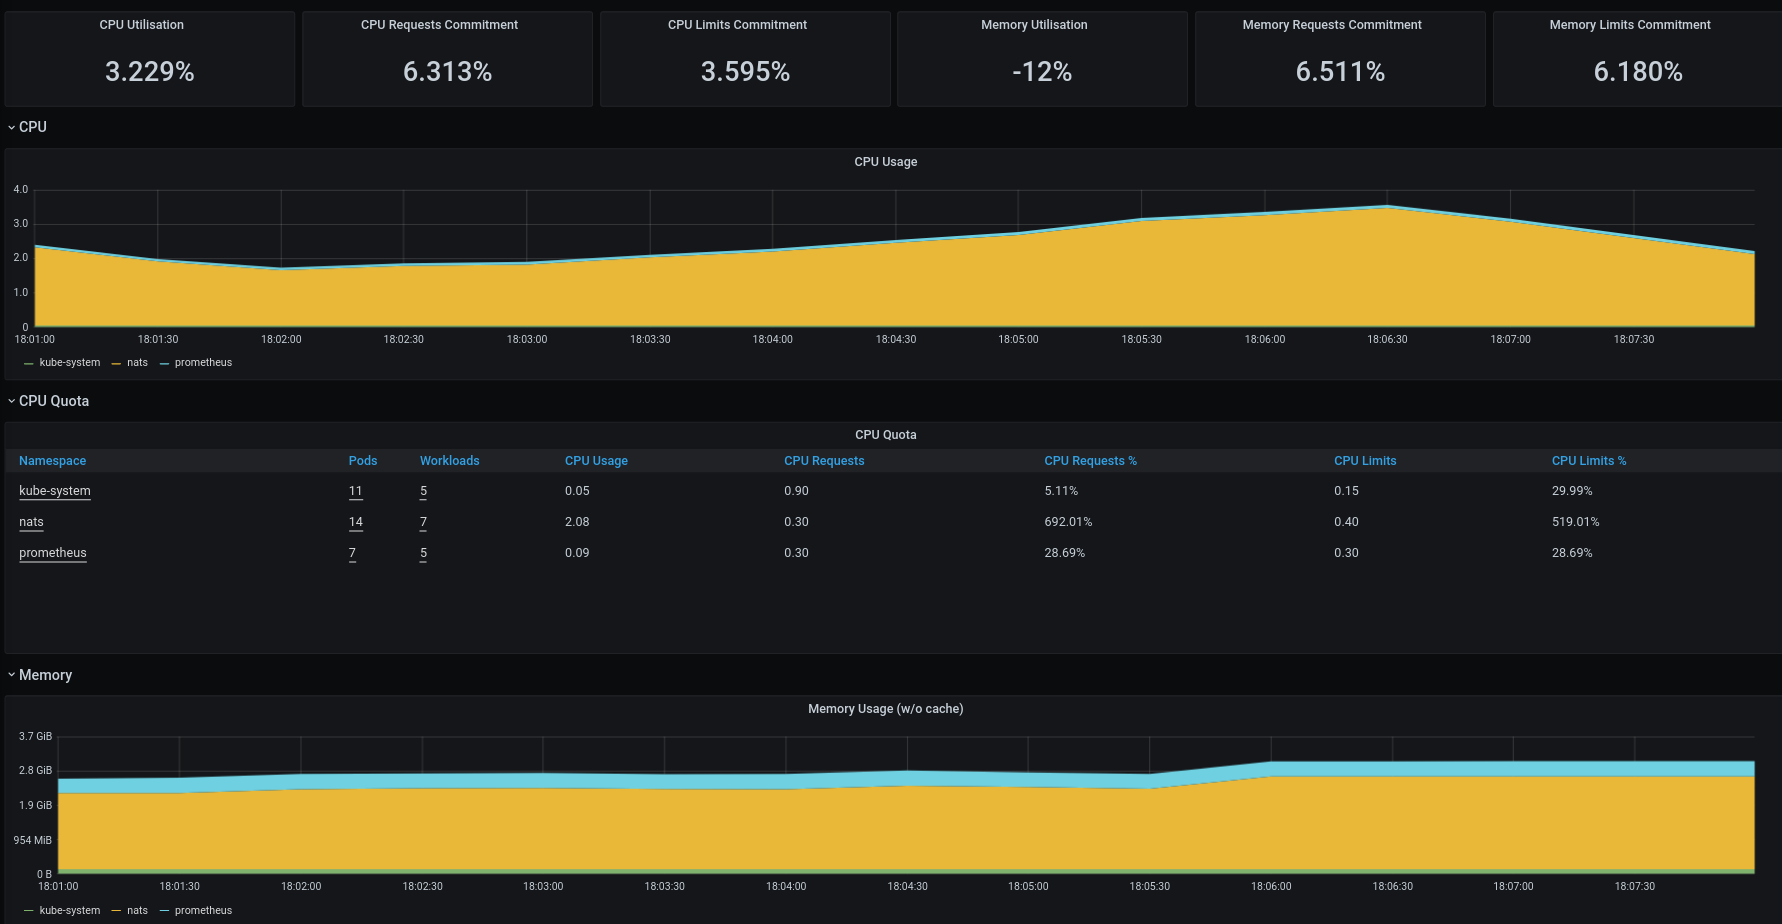 CPU Utilisation CPU Requests Commitment CPU Limits Commitment Memory Utilisation Memory Requests Commitment Memory Limits Commitment
3.229% 6.313% 3.595% -12% 6.511% 6.180%
CPU
CPU Usage
4.0
3.0
2.0
1.0
0
18:01:00 18:01:30 18:02:00 18:02:30 18:03:00 18:03:30 18:04:00 18:04:30 18:05:00 18:05:30 18:06:00 18:06:30 18:07:00 18:07:30
kube-system nats prometheus
CPU Quota
CPU Quota
Namespace Pods Workloads CPU Usage CPU Requests CPU Requests % CPU Limits CPU Limits %
kube-system 11 5 0.05 0.90 5.11% 0.15 29.99%
nats 14 7 2.08 0.30 692.01% 0.40 519.01%
prometheus 7 5 0.09 0.30 28.69% 0.30 28.69%
Memory
Memory Usage (w/o cache)
3.7 GiB
2.8 GiB
1.9 GiB
954 MiB
0 B
18:01:00 18:01:30 18:02:00 18:02:30 18:03:00 18:03:30 18:04:00 18:04:30 18:05:00 18:05:30 18:06:00 18:06:30 18:07:00 18:07:30
kube-system nats prometheus